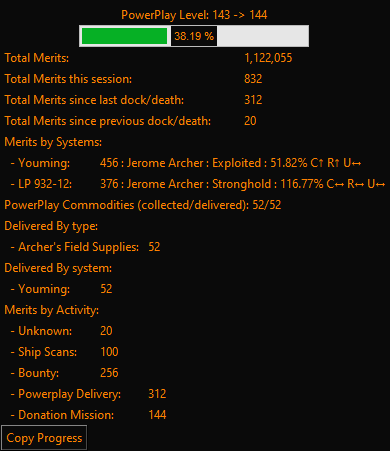 PowerPlay Level: 143 -> 144
38.19 %
Total Merits: 1,122,055
Total Merits this session: 832
Total Merits since last dock/death: 312
Total Merits since previous dock/death: 20
Merits by Systems:
- Youming: 456 : Jerome Archer : Exploited : 51.82% C↑ R↑ U↔
- LP 932-12: 376 : Jerome Archer : Stronghold : 116.77% C↔ R↔ U↔
PowerPlay Commodities (collected/delivered): 52/52
Delivered By type:
- Archer's Field Supplies: 52
Delivered By system:
- Youming: 52
Merits by Activity:
- Unknown: 20
- Ship Scans: 100
- Bounty: 256
- Powerplay Delivery: 312
- Donation Mission: 144
Copy Progress